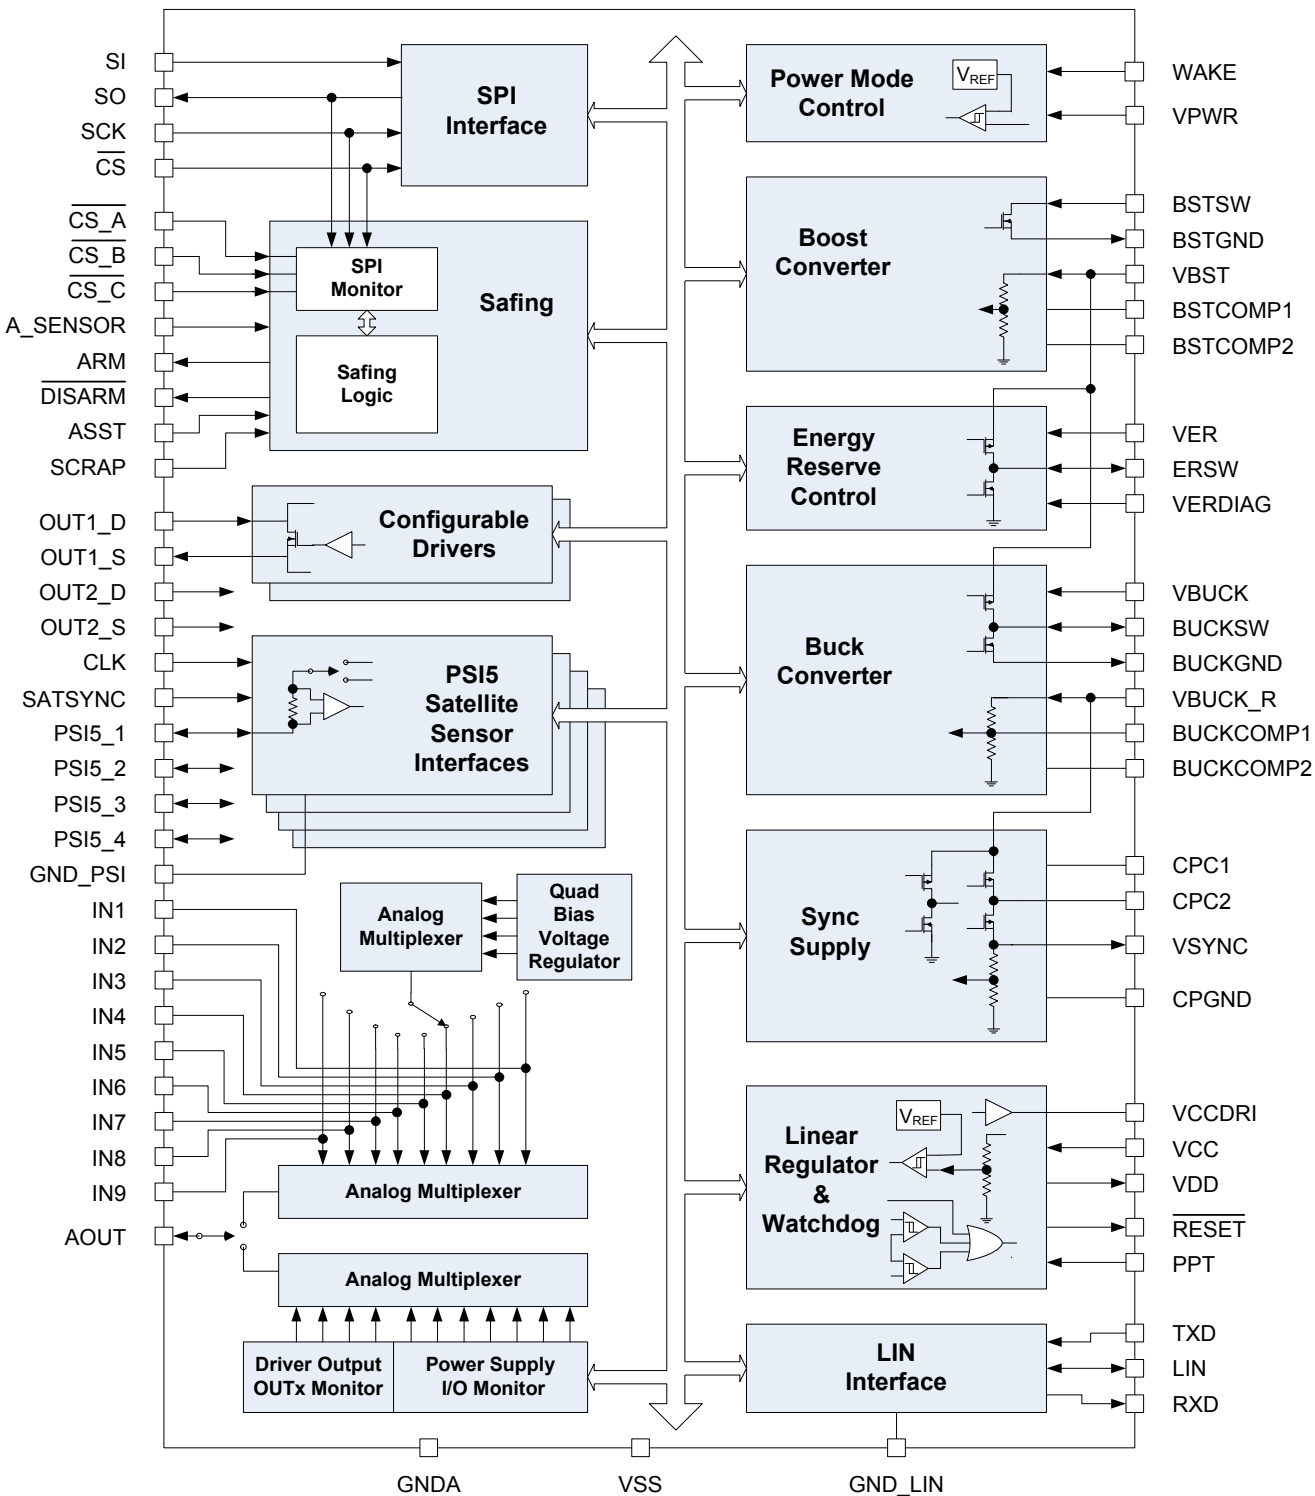 SI
SO
SCK
CS
CS_A
CS_B
CS_C
A_SENSOR
ARM
DISARM
ASST
SCRAP
OUT1_D
OUT1_S
OUT2_D
OUT2_S
CLK
SATSYNC
PSI5_1
PSI5_2
PSI5_3
PSI5_4
GND_PSI
IN1
IN2
IN3
IN4
IN5
IN6
IN7
IN8
IN9
AOUT
SPI
Interface
SPI
Monitor
Safing
Safing
Logic
Configurable
Drivers
PSI5
Satellite
Sensor
Interfaces
Analog
Multiplexer
Quad
Bias
Voltage
Regulator
Analog Multiplexer
Analog Multiplexer
Driver Output
OUTx Monitor
Power Supply
I/O Monitor
Power Mode
Control
VREF
Boost
Converter
Energy
Reserve
Control
Buck
Converter
Sync
Supply
Linear
Regulator
&
Watchdog
VREF
LIN
Interface
WAKE
VPWR
BSTSW
BSTGND
VBST
BSTCOMP1
BSTCOMP2
VER
ERSW
VERDIAG
VBUCK
BUCKSW
BUCKGND
VBUCK_R
BUCKCOMP1
BUCKCOMP2
CPC1
CPC2
VSYNC
CPGND
VCCDRI
VCC
VDD
RESET
PPT
TXD
LIN
RXD
GNDA
VSS
GND_LIN